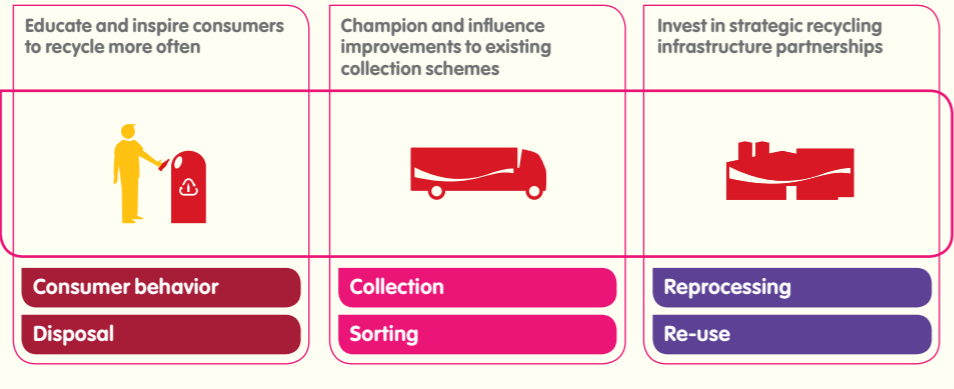 Educate and inspire consumers
to recycle more often
Champion and influence
improvements to existing
collection schemes
Invest in strategic recycling
infrastructure partnerships
Consumer behavior
Disposal
Collection
Sorting
Reprocessing
Re-use